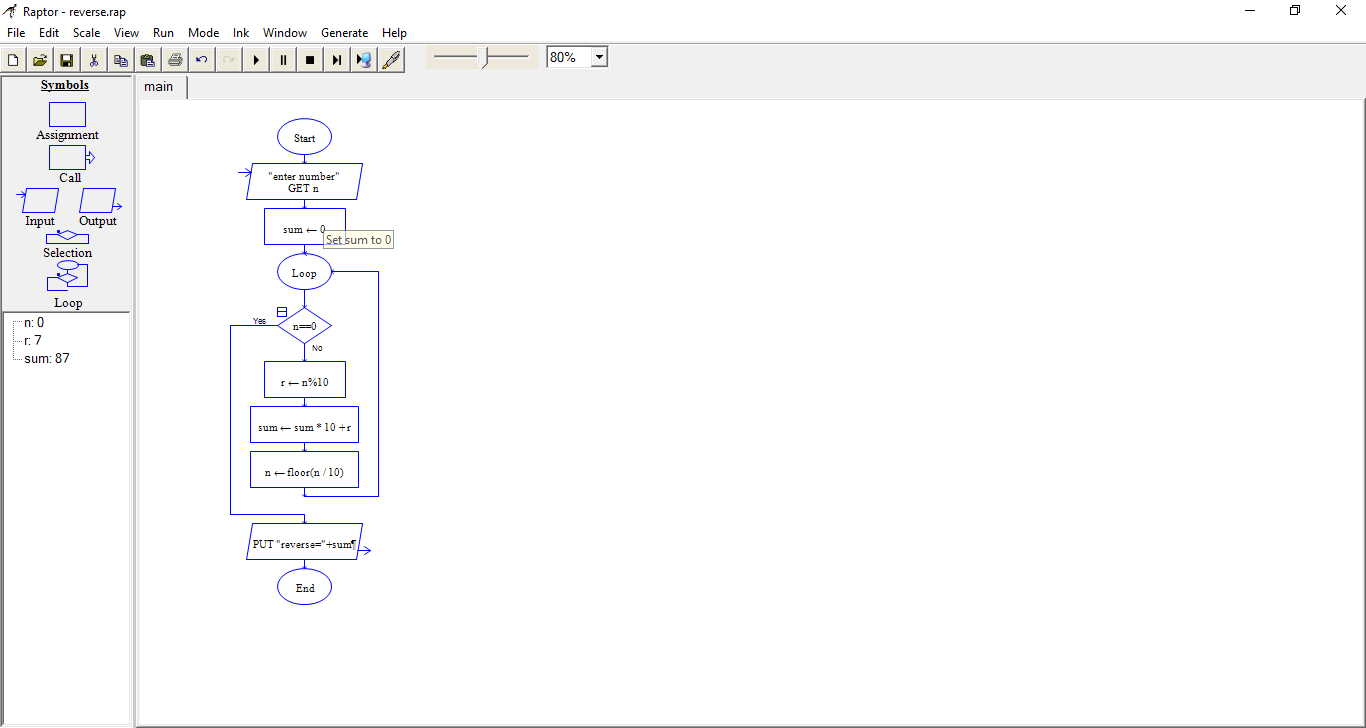 Raptor - reverse.rap
File Edit Scale View Run Mode Ink Window Generate Help
80%
Symbols
Assignment
Call
Input Output
Selection
Loop
n: 0
r: 7
sum: 87
main
Start
"enter number"
GET n
sum ← 0
Set sum to 0
Loop
Yes
n==0
No
r ← n%10
sum ← sum * 10 +r
n ← floor(n / 10)
PUT "reverse="+sum¶
End